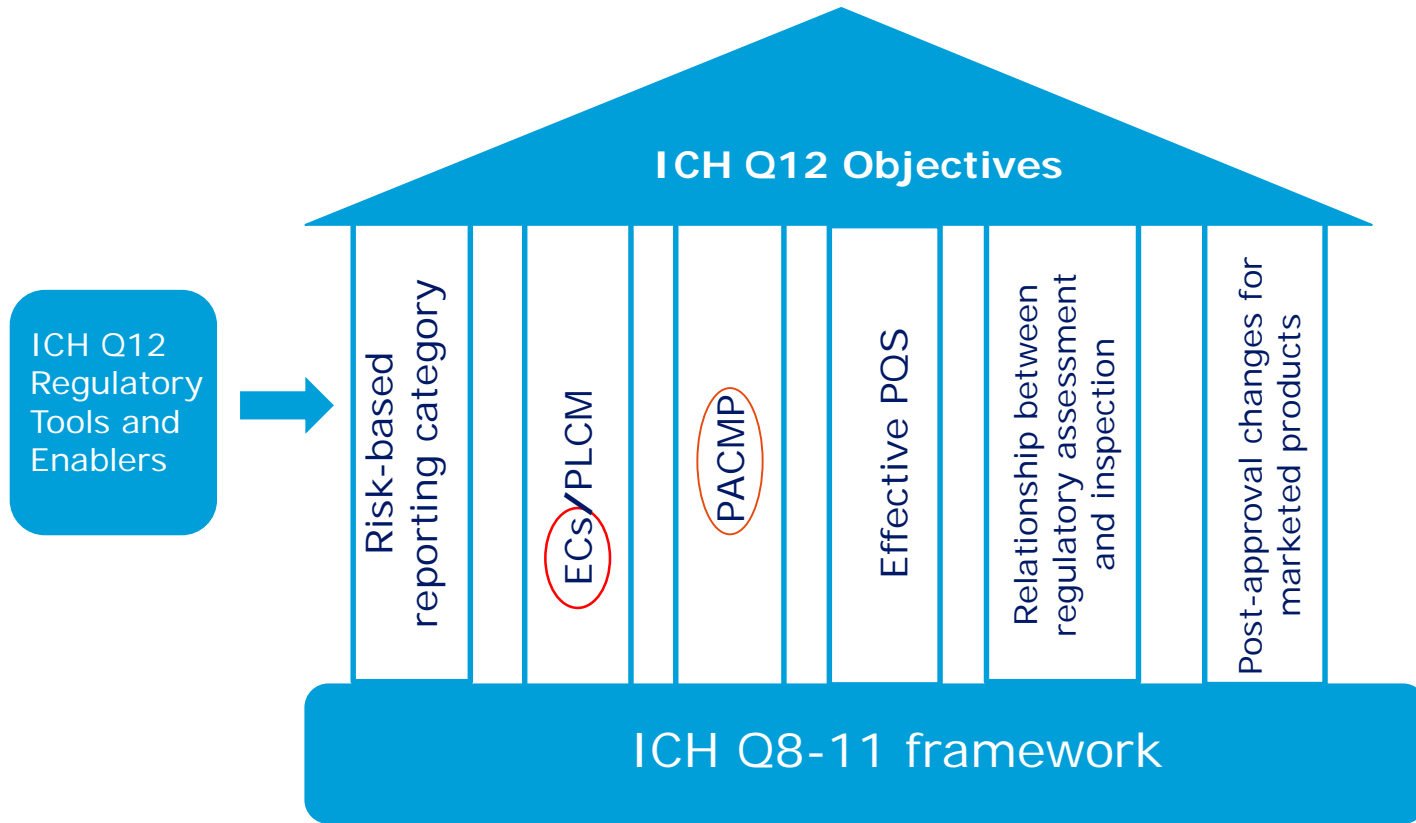 ICH Q12 Objectives
ICH Q12
Regulatory
Tools and
Enablers
Risk-based
reporting category
ECs/PLCM
PACMP
Effective PQS
Relationship between
regulatory assessment
and inspection
Post-approval changes for
marketed products
ICH Q8-11 framework